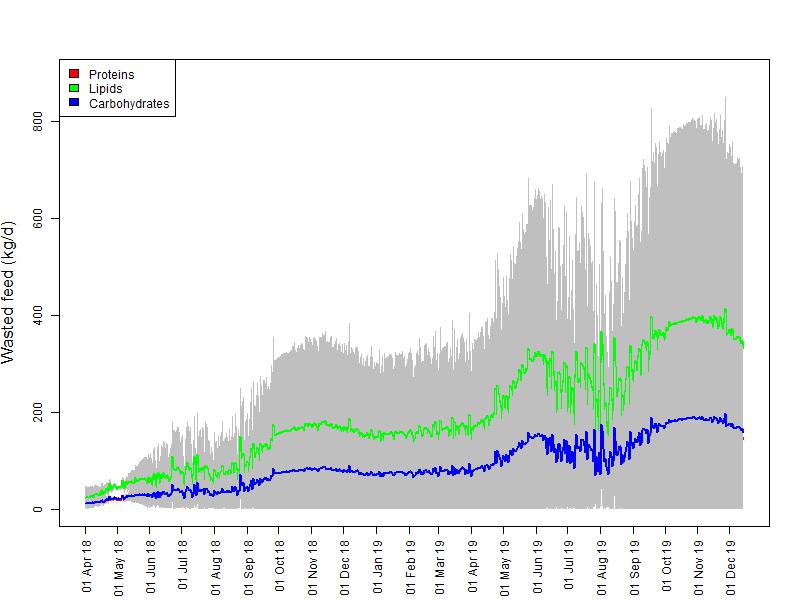 Proteins
Lipids
Carbohydrates
Wasted feed (kg/d)
800
600
400
200
0
01 Apr 18
01 May 18
01 Jun 18
01 Jul 18
01 Aug 18
01 Sep 18
01 Oct 18
01 Nov 18
01 Dec 18
01 Jan 19
01 Feb 19
01 Mar 19
01 Apr 19
01 May 19
01 Jun 19
01 Jul 19
01 Aug 19
01 Sep 19
01 Oct 19
01 Nov 19
01 Dec 19